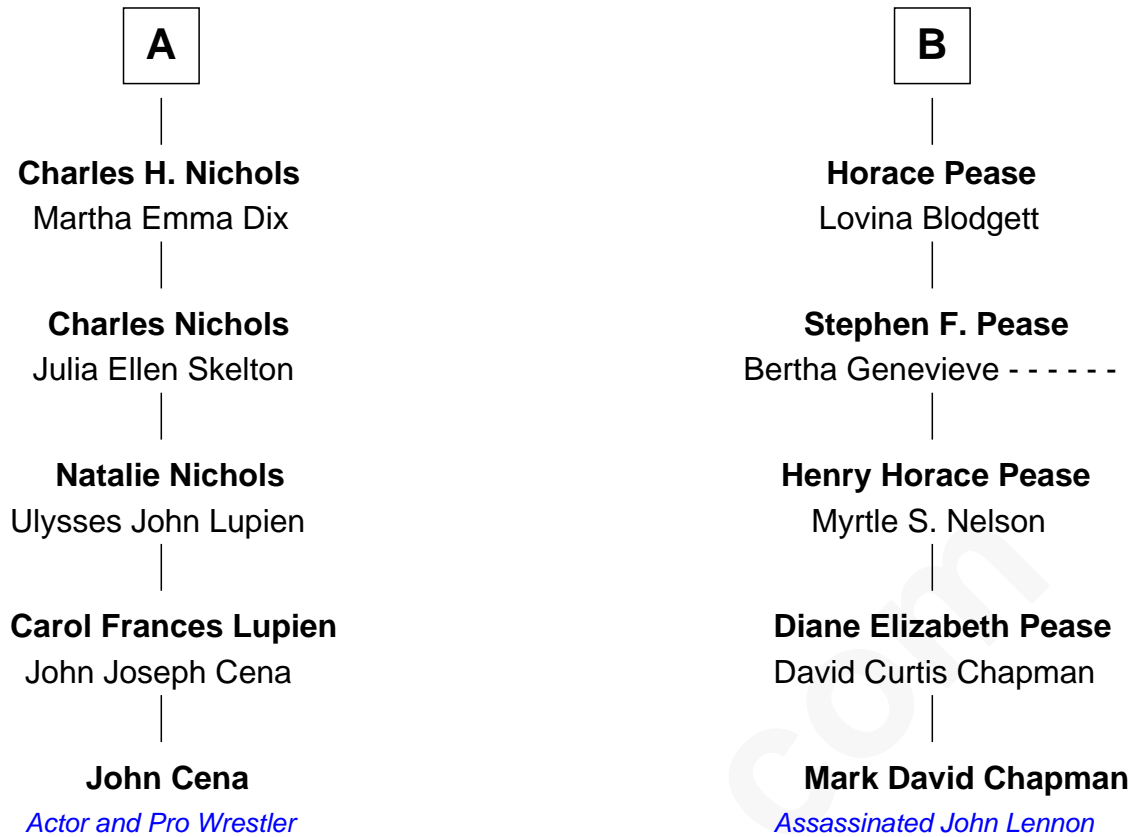 A
Charles H. Nichols
Martha Emma Dix
Charles Nichols
Julia Ellen Skelton
Natalie Nichols
Ulysses John Lupien
Carol Frances Lupien
John Joseph Cena
John Cena
Actor and Pro Wrestler
B
Horace Pease
Lovina Blodgett
Stephen F. Pease
Bertha Genevieve - - - - - -
Henry Horace Pease
Myrtle S. Nelson
Diane Elizabeth Pease
David Curtis Chapman
Mark David Chapman
Assassinated John Lennon
com